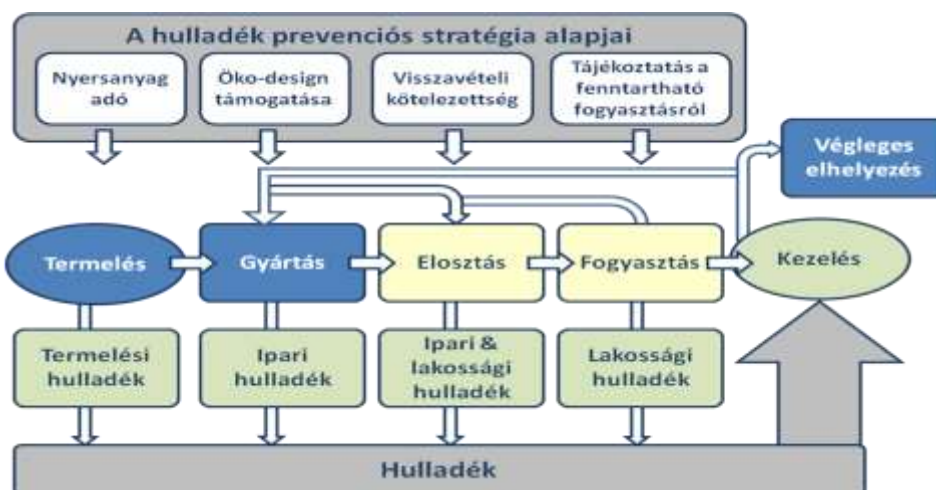 A hulladék prevenciós stratégia alapjai
Nyersanyag
adó
Öko-design
támogatása
Visszavételi
kötelezettség
Tájékoztatás a
fenntartható
fogyasztásról
Végleges
elhelyezés
Termelés
Gyártás
Elosztás
Fogyasztás
Kezelés
Termelési
hulladék
Ipari
hulladék
Ipari &
lakossági
hulladék
Lakossági
hulladék
Hulladék